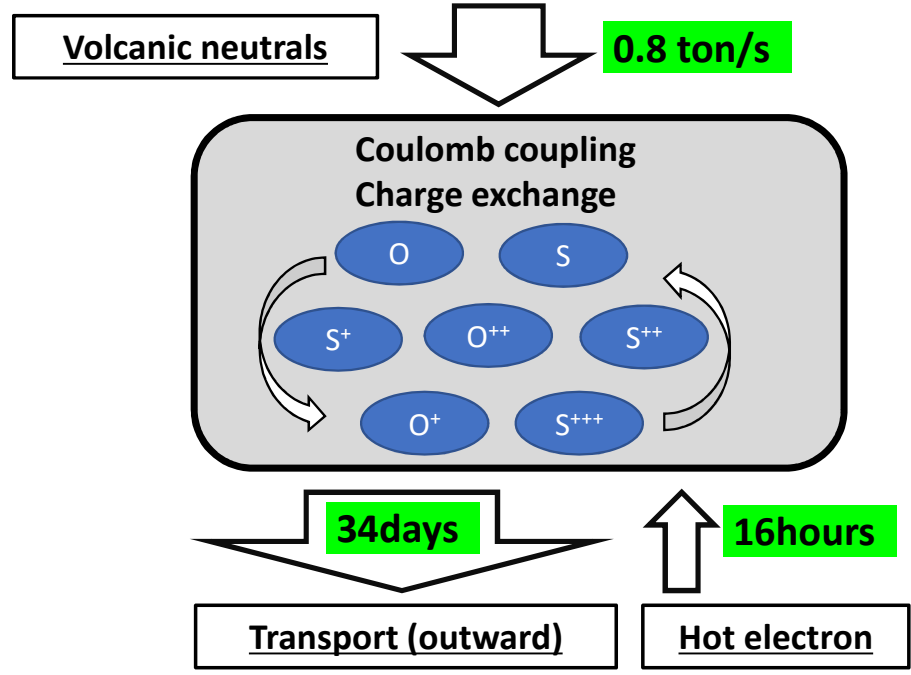 Volcanic neutrals
0.8 ton/s
Coulomb coupling
Charge exchange
O
S
S⁺
O⁺⁺
S⁺⁺
O⁺
S⁺⁺⁺
34days
16hours
Transport (outward)
Hot electron